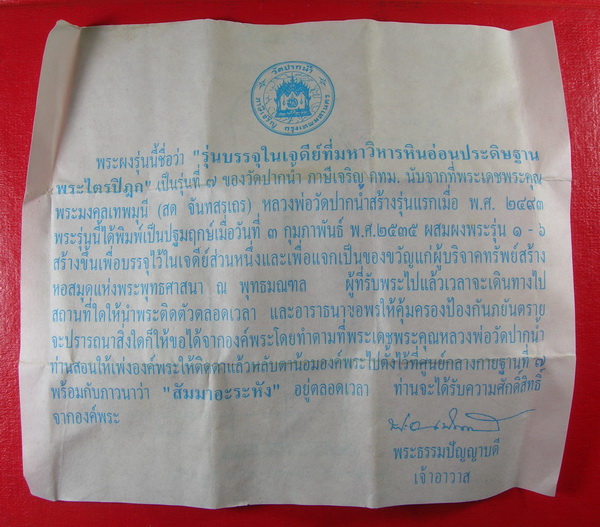 วัดปากน้ำ
ภาษีเจริญ กรุงเทพมหานคร
พระผงรุ่นนี้ชื่อว่า "รุ่นบรรจุในเจดีย์ที่มหาวิหารหินอ่อนประดิษฐาน
พระไตรปิฎก" เป็นรุ่นที่ ๗ ของวัดปากน้ำ ภาษีเจริญ กทม. นับจากที่พระเดชพระคุณ
พระมงคลเทพมุนี (สด จันทสรเถร) หลวงพ่อวัดปากน้ำสร้างรุ่นแรกเมื่อ พ.ศ. ๒๔๙๓
พระรุ่นนี้ได้พิมพ์เป็นปฐมฤกษ์เมื่อวันที่ ๓ กุมภาพันธ์ พ.ศ.๒๕๓๕ ผสมผงพระรุ่น ๑ - ๖
สร้างขึ้นเพื่อบรรจุไว้ในเจดีย์ส่วนหนึ่งและเพื่อแจกเป็นของขวัญแก่ผู้บริจาคทรัพย์สร้าง
หอสมุดแห่งพระพุทธศาสนา ณ พุทธมณฑล ผู้ที่รับพระไปแล้วเวลาจะเดินทางไป
สถานที่ใดให้นำพระติดตัวตลอดเวลา และอาราธนาขอพรให้คุ้มครองป้องกันภยันตราย
จะปรารถนาสิ่งใดก็ให้ขอได้จากองค์พระโดยทำตามที่พระเดชพระคุณหลวงพ่อวัดปากน้ำ
ท่านสอนให้เพ่งองค์พระให้ติดตาแล้วหลับตาน้อมองค์พระไปตั้งไว้ที่ศูนย์กลางกายฐานที่ ๗
พร้อมกับภาวนาว่า "สัมมาอะระหัง" อยู่ตลอดเวลา ท่านจะได้รับความศักดิ์สิทธิ์
จากองค์พระ
พระธรรมปัญญาบดี
เจ้าอาวาส